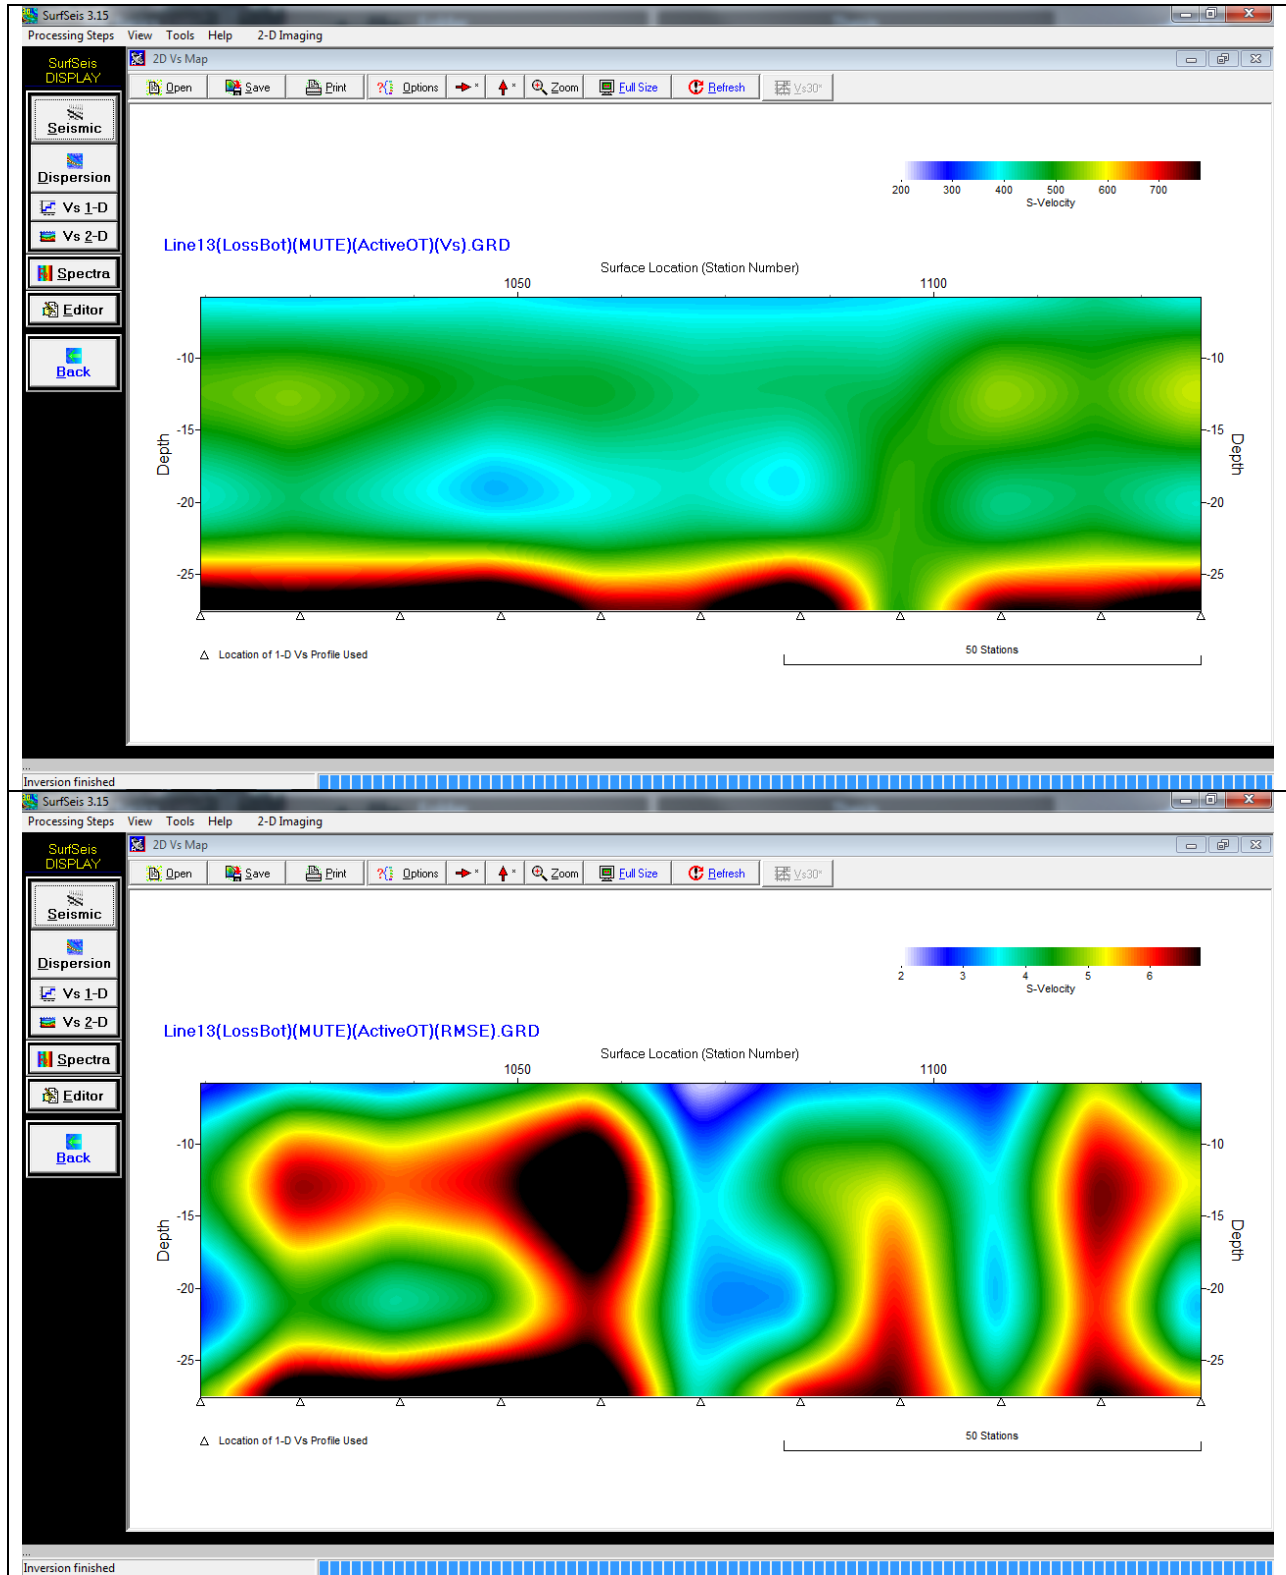 SurfSeis 3.15
Processing Steps View Tools Help 2-D Imaging
SurfSeis
DISPLAY
2D Vs Map
Open Save Print ?{} Options Zoom Full Size Refresh Vs30"
Seismic
Dispersion
Vs 1-D
Vs 2-D
Spectra
Editor
Back
200 300 400 500 600 700
S-Velocity
Line13(LossBot)(MUTE)(ActiveOT)(Vs).GRD
Surface Location (Station Number)
1050 1100
-10 -10
-15 -15
Depth Depth
-20 -20
-25 -25
Location of 1-D Vs Profile Used
50 Stations
...
Inversion finished
SurfSeis 3.15
Processing Steps View Tools Help 2-D Imaging
SurfSeis
DISPLAY
2D Vs Map
Open Save Print ?{} Options Zoom Full Size Refresh Vs30"
Seismic
Dispersion
Vs 1-D
Vs 2-D
Spectra
Editor
Back
2 3 4 5 6
S-Velocity
Line13(LossBot)(MUTE)(ActiveOT)(RMSE).GRD
Surface Location (Station Number)
1050 1100
-10 -10
-15 -15
Depth Depth
-20 -20
-25 -25
Location of 1-D Vs Profile Used
50 Stations
...
Inversion finished